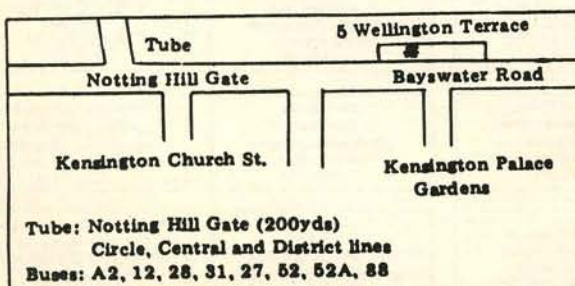 5 Wellington Terrace
Tube
Notting Hill Gate
Bayswater Road
Kensington Church St.
Kensington Palace
Gardens
Tube: Notting Hill Gate (200yds)
Circle, Central and District lines
Buses: A2, 12, 28, 31, 27, 52, 52A, 88